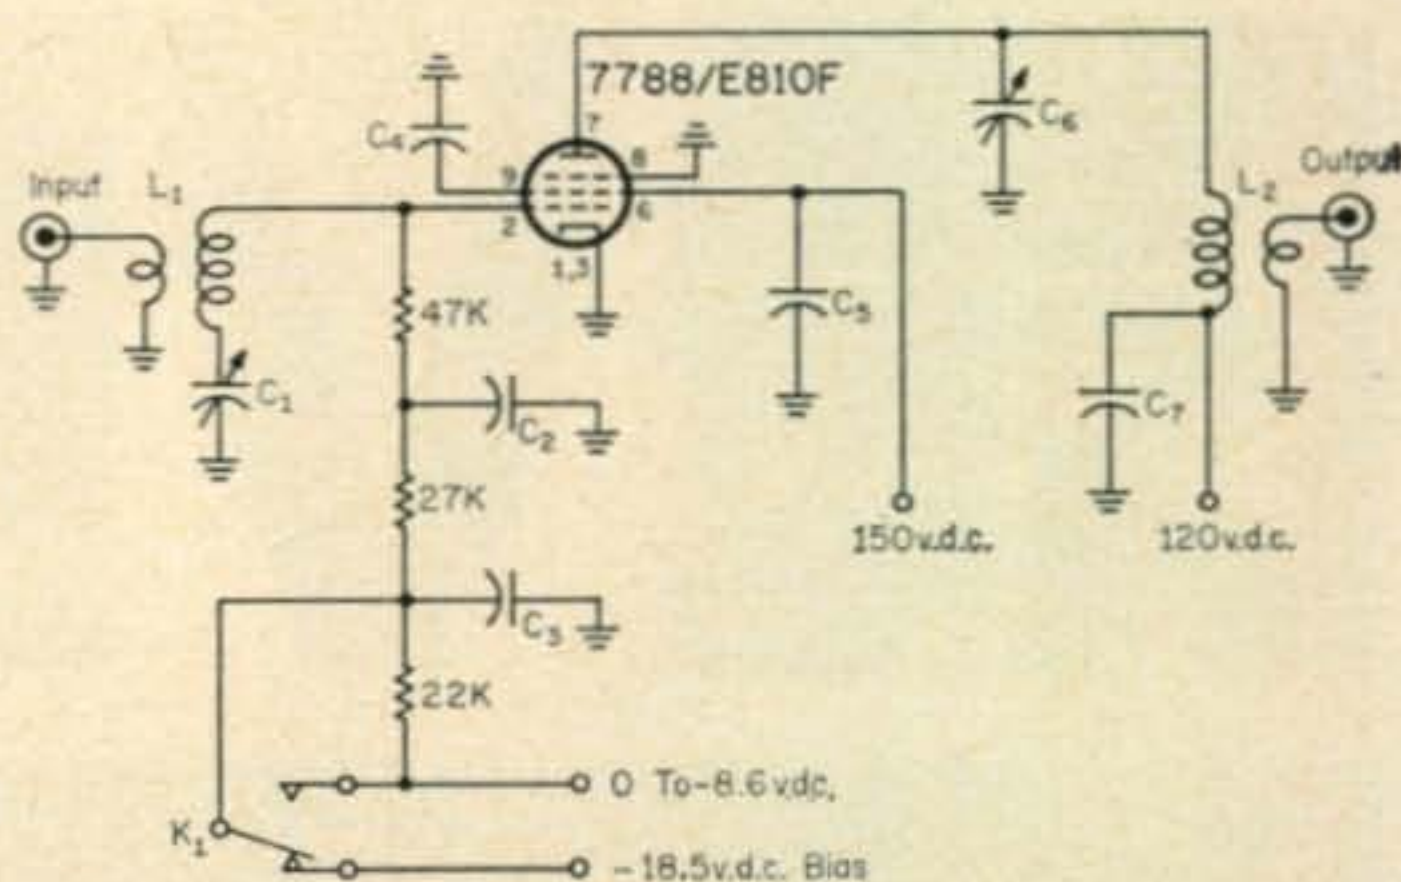 7788/E810F
C₄
7
C₆
9
8
Input
L₁
L₂
Output
2
6
1,3
47K
C₅
C₁
C₂
C₇
27K
150v.d.c.
120v.d.c.
C₃
22K
0 To-8.6v.d.c.
K₁
-18.5v.d.c. Bias